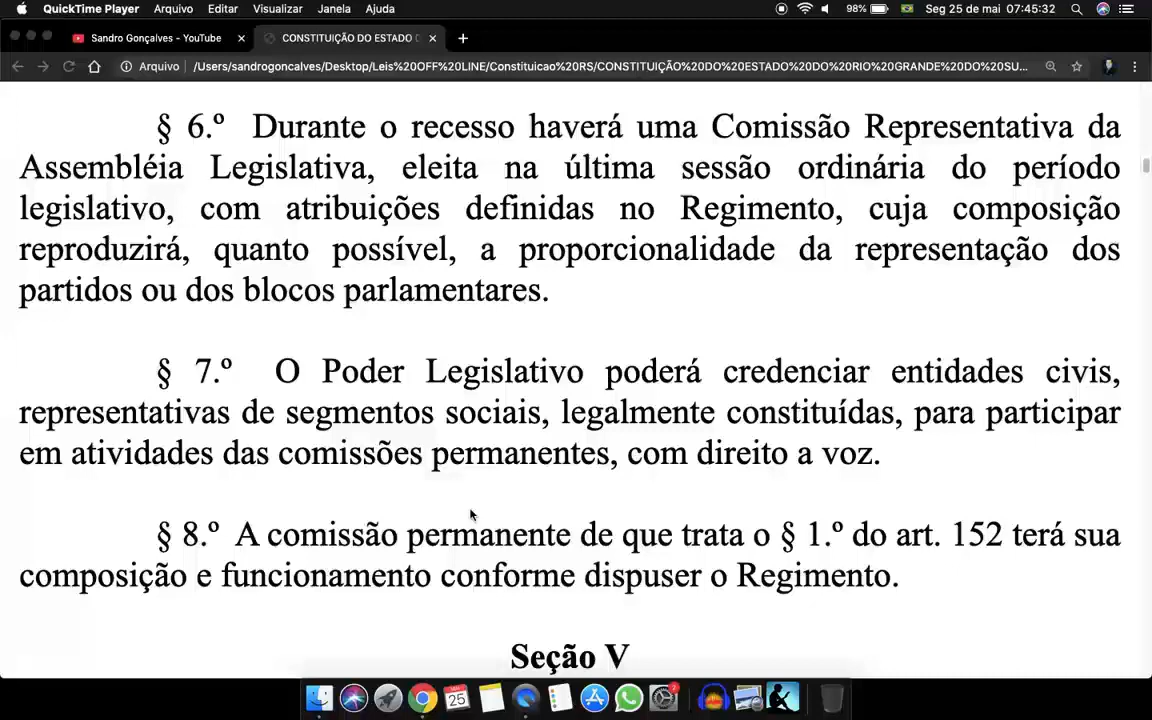 QuickTime Player Arquivo Editar Visualizar Janela Ajuda 98% Seg 25 de mai 07:45:32
Sandro Gonçalves - YouTube × CONSTITUIÇÃO DO ESTADO × +
Arquivo /Users/sandrogoncalves/Desktop/Leis%20OFF%20LINE/Constituicao%20RS/CONSTITUIÇÃO%20DO%20ESTADO%20DO%20RIO%20GRANDE%20DO%20SU...
§ 6.º Durante o recesso haverá uma Comissão Representativa da
Assembléia Legislativa, eleita na última sessão ordinária do período
legislativo, com atribuições definidas no Regimento, cuja composição
reproduzirá, quanto possível, a proporcionalidade da representação dos
partidos ou dos blocos parlamentares.
§ 7.º O Poder Legislativo poderá credenciar entidades civis,
representativas de segmentos sociais, legalmente constituídas, para participar
em atividades das comissões permanentes, com direito a voz.
§ 8.º A comissão permanente de que trata o § 1.º do art. 152 terá sua
composição e funcionamento conforme dispuser o Regimento.
Seção V
25